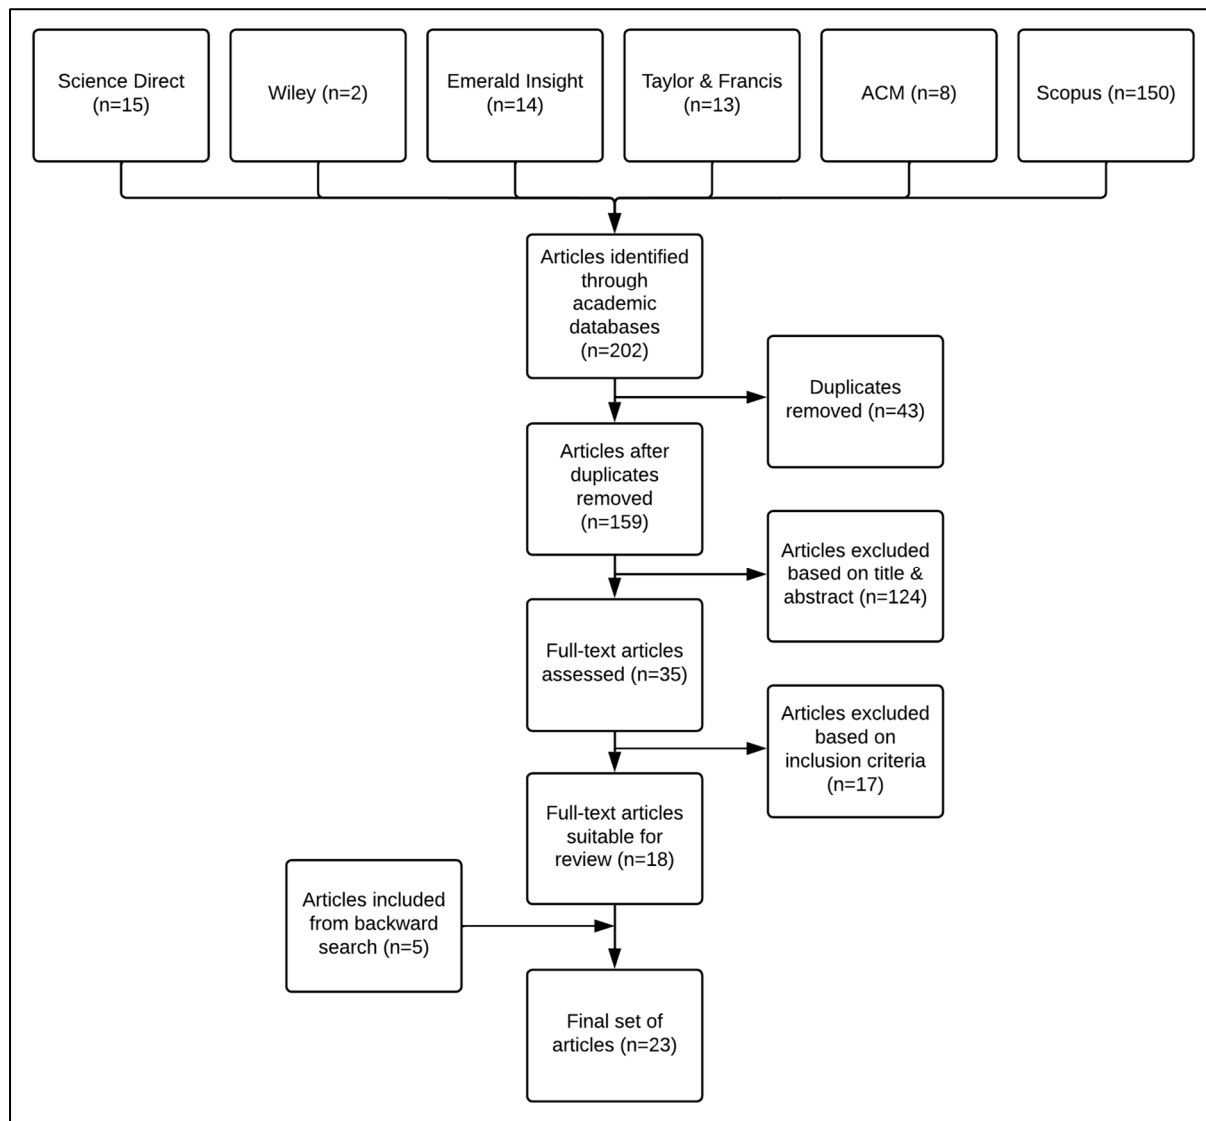 Science Direct
(n=15)
Wiley (n=2)
Emerald Insight
(n=14)
Taylor & Francis
(n=13)
ACM (n=8)
Scopus (n=150)
Articles identified
through
academic
databases
(n=202)
Duplicates
removed (n=43)
Articles after
duplicates
removed
(n=159)
Articles excluded
based on title &
abstract (n=124)
Full-text articles
assessed (n=35)
Articles excluded
based on
inclusion criteria
(n=17)
Full-text articles
suitable for
review (n=18)
Articles included
from backward
search (n=5)
Final set of
articles (n=23)